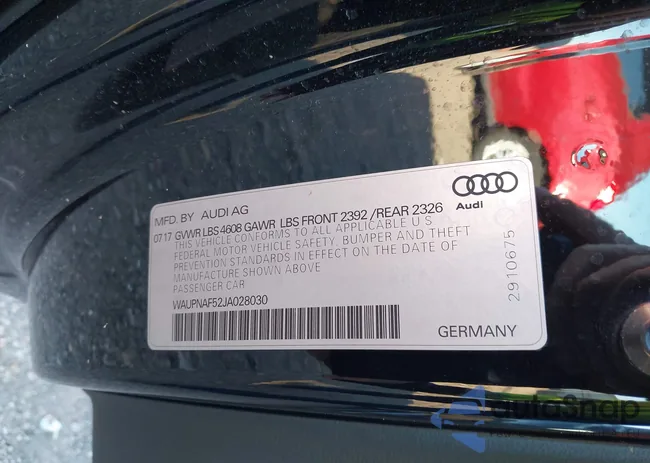 MFD. BY AUDI AG
07 17 GWR LBS 4608 GAWR LBS FRONT 2392 /REAR 2326
THIS VEHICLE CONFORMS TO ALL APPLICABLE U S
FEDERAL MOTOR VEHICLE SAFETY, BUMPER AND THEFT
PREVENTION STANDARDS IN EFFECT ON THE DATE OF
MANUFACTURE SHOWN ABOVE
PASSENGER CAR
WAUPNAF52JA028030
GERMANY
Audi
2910675
autoShop